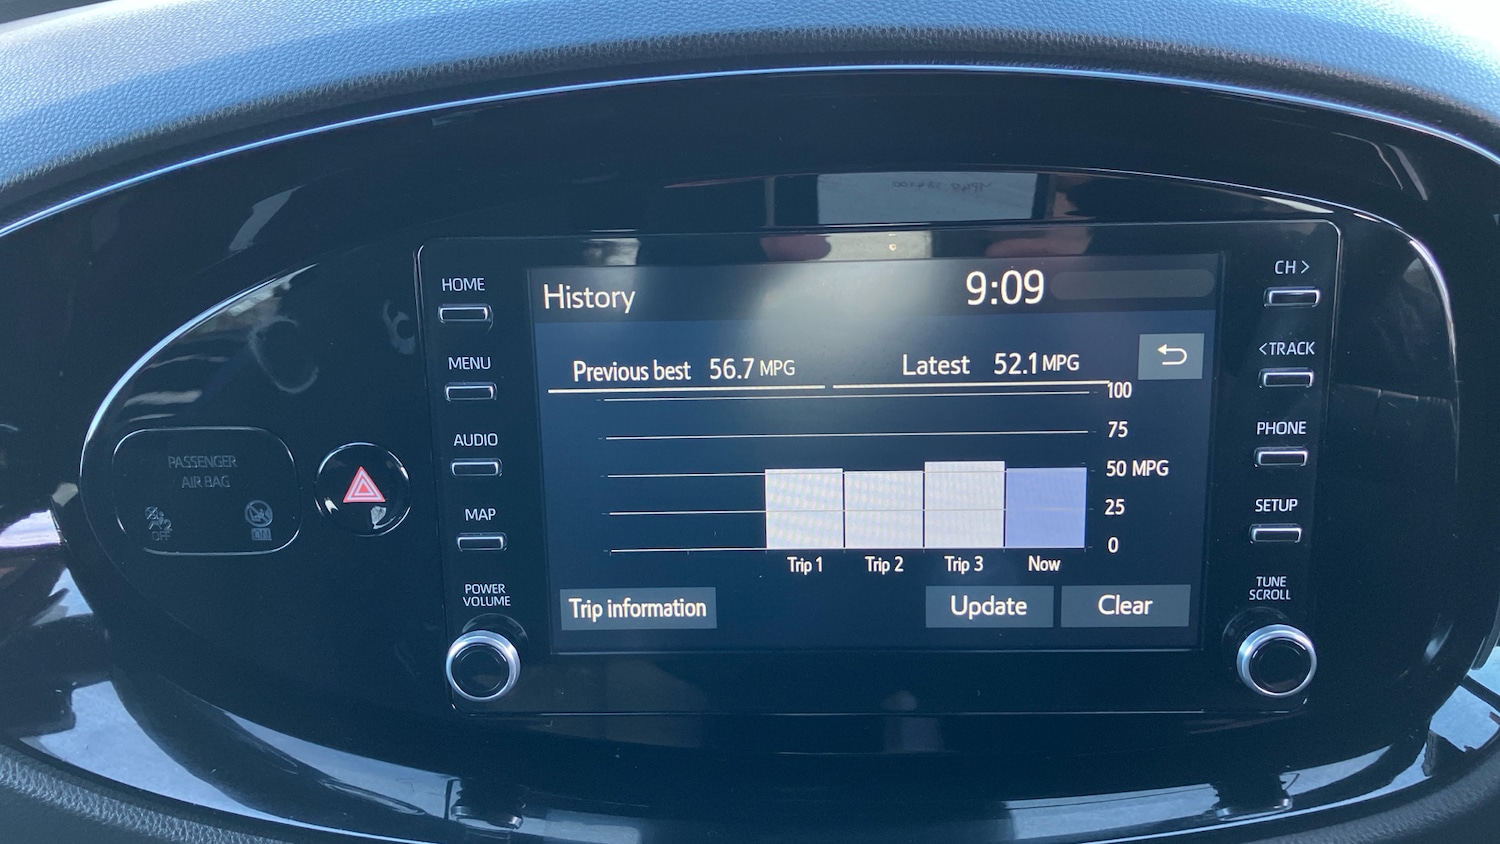 HOME
MENU
AUDIO
MAP
POWER
VOLUME
PASSENGER
AIR BAG
OFF
History
9:09
Previous best 56.7 MPG
Latest 52.1 MPG
100
75
50 MPG
25
0
Trip 1 Trip 2 Trip 3 Now
Trip information
Update
Clear
CH >
< TRACK
PHONE
SETUP
TUNE
SCROLL